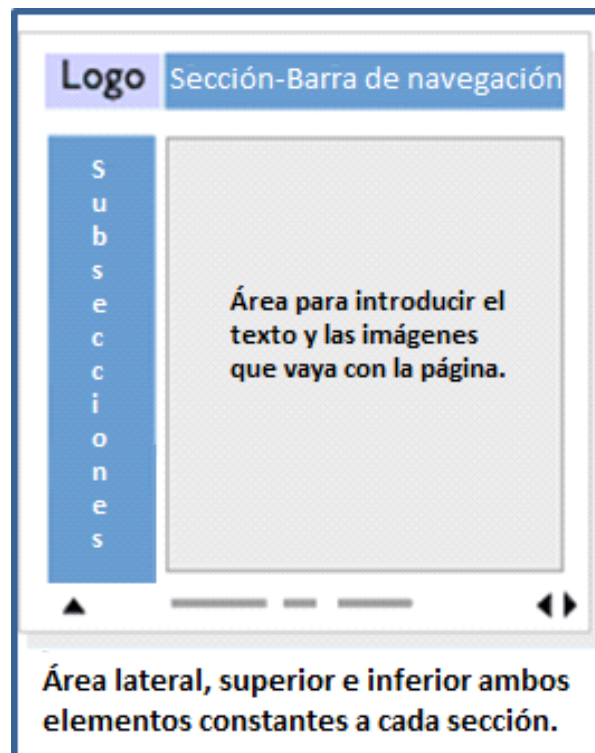 Logo
Sección-Barra de navegación
Subsecciones
Área para introducir el
texto y las imágenes
que vaya con la página.
Área lateral, superior e inferior ambos
elementos constantes a cada sección.